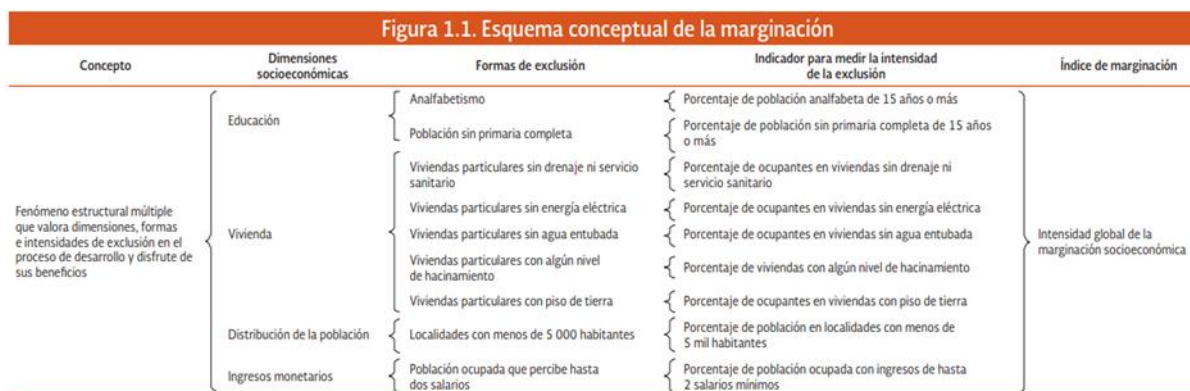 Figura 1.1. Esquema conceptual de la marginación
Concepto
Dimensiones
socioeconómicas
Formas de exclusión
Indicador para medir la intensidad
de la exclusión
Índice de marginación
Fenómeno estructural múltiple
que valora dimensiones, formas
e intensidades de exclusión en el
proceso de desarrollo y disfrute de
sus beneficios
Educación
Analfabetismo
Porcentaje de población analfabeta de 15 años o más
Población sin primaria completa
Porcentaje de población sin primaria completa de 15 años
o más
Vivienda
Viviendas particulares sin drenaje ni servicio
sanitario
Porcentaje de ocupantes en viviendas sin drenaje ni
servicio sanitario
Viviendas particulares sin energía eléctrica
Porcentaje de ocupantes en viviendas sin energía eléctrica
Viviendas particulares sin agua entubada
Porcentaje de ocupantes en viviendas sin agua entubada
Viviendas particulares con algún nivel
de hacinamiento
Porcentaje de viviendas con algún nivel de hacinamiento
Viviendas particulares con piso de tierra
Porcentaje de ocupantes en viviendas con piso de tierra
Distribución de la población
Localidades con menos de 5 000 habitantes
Porcentaje de población en localidades con menos de
5 mil habitantes
Ingresos monetarios
Población ocupada que percibe hasta
dos salarios
Porcentaje de población ocupada con ingresos de hasta
2 salarios mínimos
Intensidad global de la
marginación socioeconómica